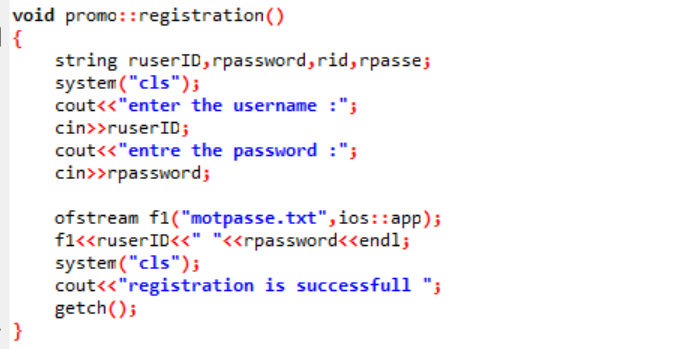 void promo::registration()
{
    string ruserID,rpassword,rid,rpasse;
    system("cls");
    cout<<"enter the username :";
    cin>>ruserID;
    cout<<"entre the password :";
    cin>>rpassword;

    ofstream f1("motpasse.txt",ios::app);
    f1<<ruserID<<" "<<rpassword<<endl;
    system("cls");
    cout<<"registration is successfull ";
    getch();
}